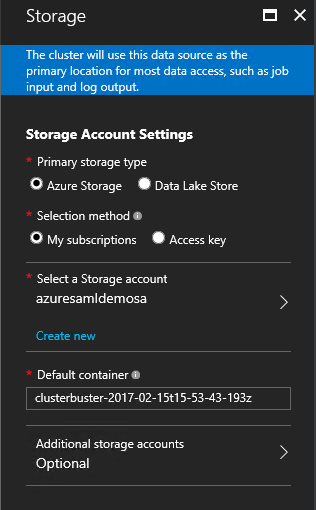 Storage
The cluster will use this data source as the
primary location for most data access, such as job
input and log output.
Storage Account Settings
* Primary storage type
Azure Storage Data Lake Store
* Selection method
My subscriptions Access key
* Select a Storage account
azuresamldemosa
Create new
* Default container
clusterbuster-2017-02-15t15-53-43-193z
Additional storage accounts
Optional